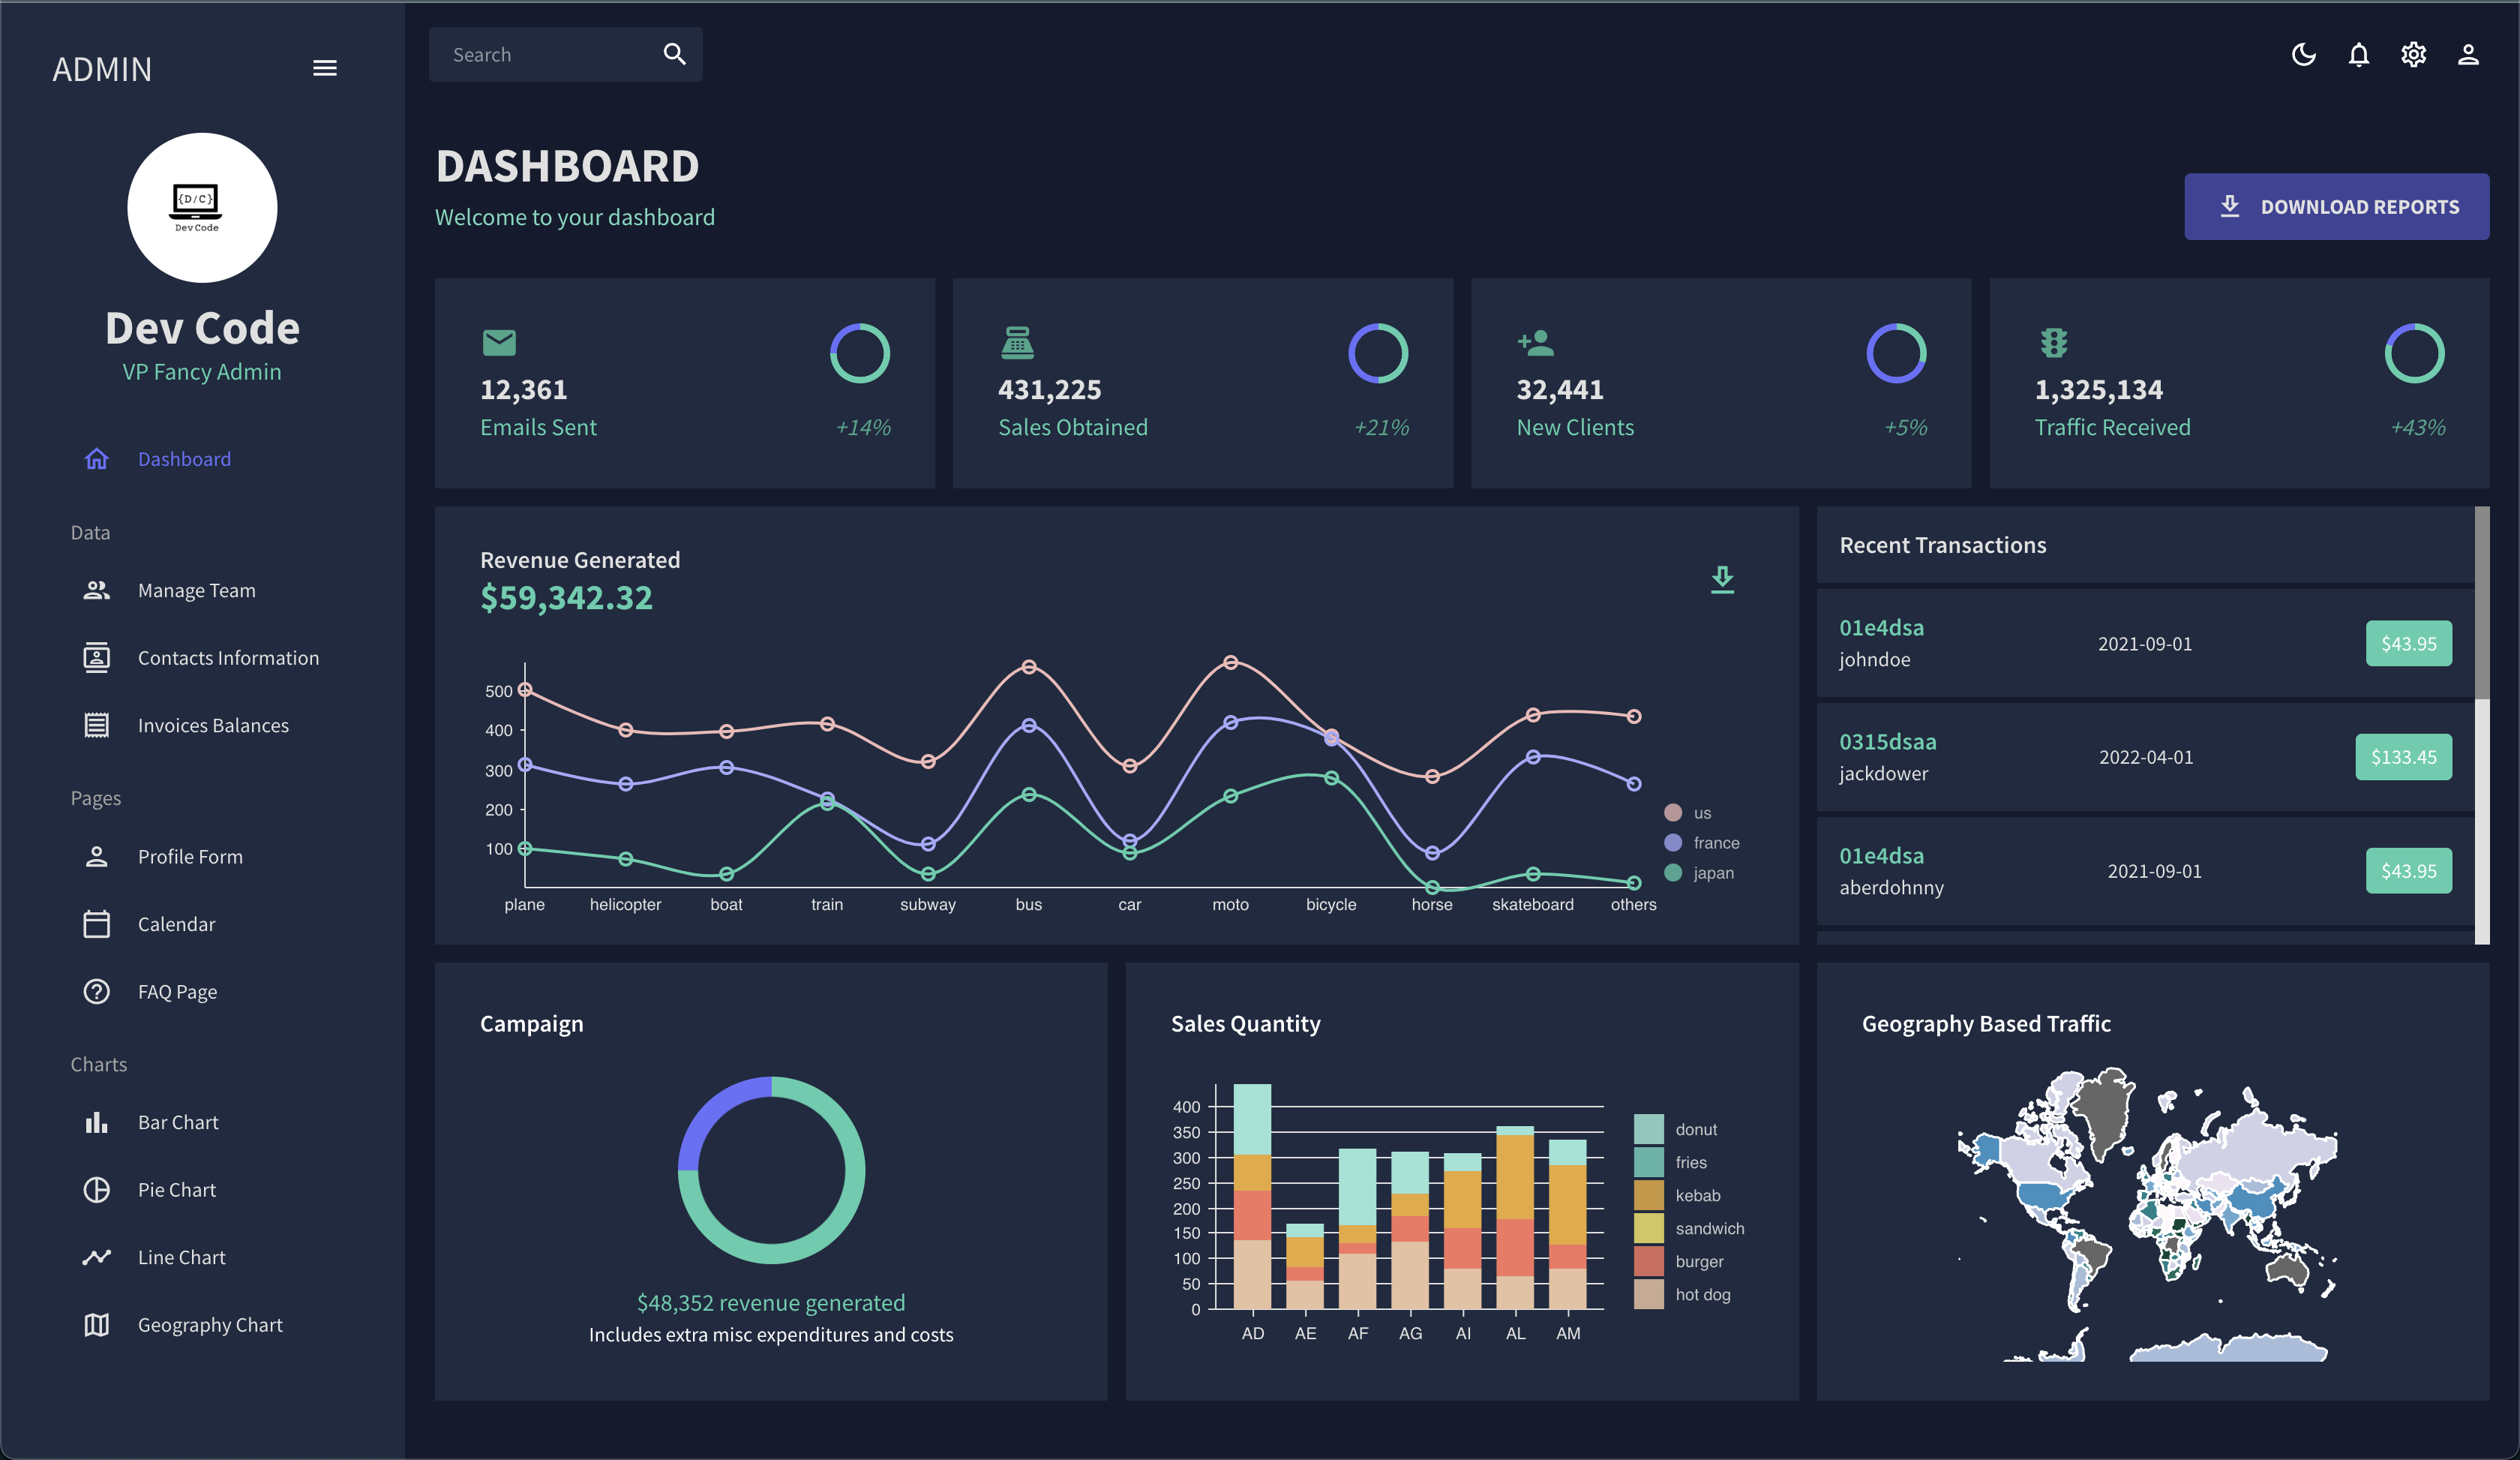 ADMIN
{D/C}
Dev Code
Dev Code
VP Fancy Admin
Dashboard
Data
Manage Team
Contacts Information
Invoices Balances
Pages
Profile Form
Calendar
FAQ Page
Charts
Bar Chart
Pie Chart
Line Chart
Geography Chart
Search
DASHBOARD
Welcome to your dashboard
DOWNLOAD REPORTS
12,361
Emails Sent
+14%
431,225
Sales Obtained
+21%
32,441
New Clients
+5%
1,325,134
Traffic Received
+43%
Revenue Generated
$59,342.32
500
400
300
200
100
plane helicopter boat train subway bus car moto bicycle horse skateboard others
us
france
japan
Recent Transactions
01e4dsa
johndoe
2021-09-01
$43.95
0315dsaa
jackdower
2022-04-01
$133.45
01e4dsa
aberdohnny
2021-09-01
$43.95
Campaign
$48,352 revenue generated
Includes extra misc expenditures and costs
Sales Quantity
400
350
300
250
200
150
100
50
0
AD AE AF AG AI AL AM
donut
fries
kebab
sandwich
burger
hot dog
Geography Based Traffic